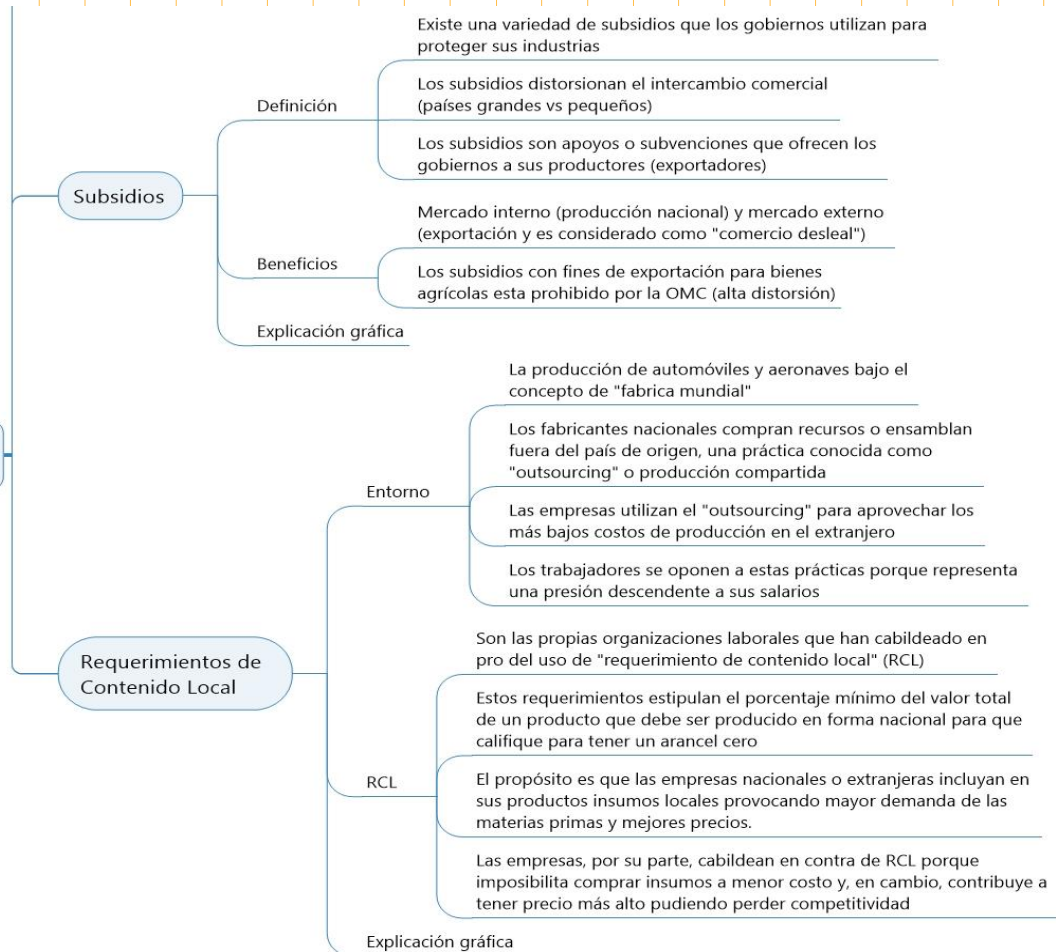 Subsidios
Definición
Existe una variedad de subsidios que los gobiernos utilizan para
proteger sus industrias
Los subsidios distorsionan el intercambio comercial
(países grandes vs pequeños)
Los subsidios son apoyos o subvenciones que ofrecen los
gobiernos a sus productores (exportadores)
Beneficios
Mercado interno (producción nacional) y mercado externo
(exportación y es considerado como "comercio desleal")
Los subsidios con fines de exportación para bienes
agrícolas esta prohibido por la OMC (alta distorsión)
Explicación gráfica
Requerimientos de
Contenido Local
Entorno
La producción de automóviles y aeronaves bajo el
concepto de "fabrica mundial"
Los fabricantes nacionales compran recursos o ensamblan
fuera del país de origen, una práctica conocida como
"outsourcing" o producción compartida
Las empresas utilizan el "outsourcing" para aprovechar los
más bajos costos de producción en el extranjero
Los trabajadores se oponen a estas prácticas porque representa
una presión descendente a sus salarios
RCL
Son las propias organizaciones laborales que han cabildeado en
pro del uso de "requerimiento de contenido local" (RCL)
Estos requerimientos estipulan el porcentaje mínimo del valor total
de un producto que debe ser producido en forma nacional para que
califique para tener un arancel cero
El propósito es que las empresas nacionales o extranjeras incluyan en
sus productos insumos locales provocando mayor demanda de las
materias primas y mejores precios.
Las empresas, por su parte, cabildean en contra de RCL porque
imposibilita comprar insumos a menor costo y, en cambio, contribuye a
tener precio más alto pudiendo perder competitividad
Explicación gráfica